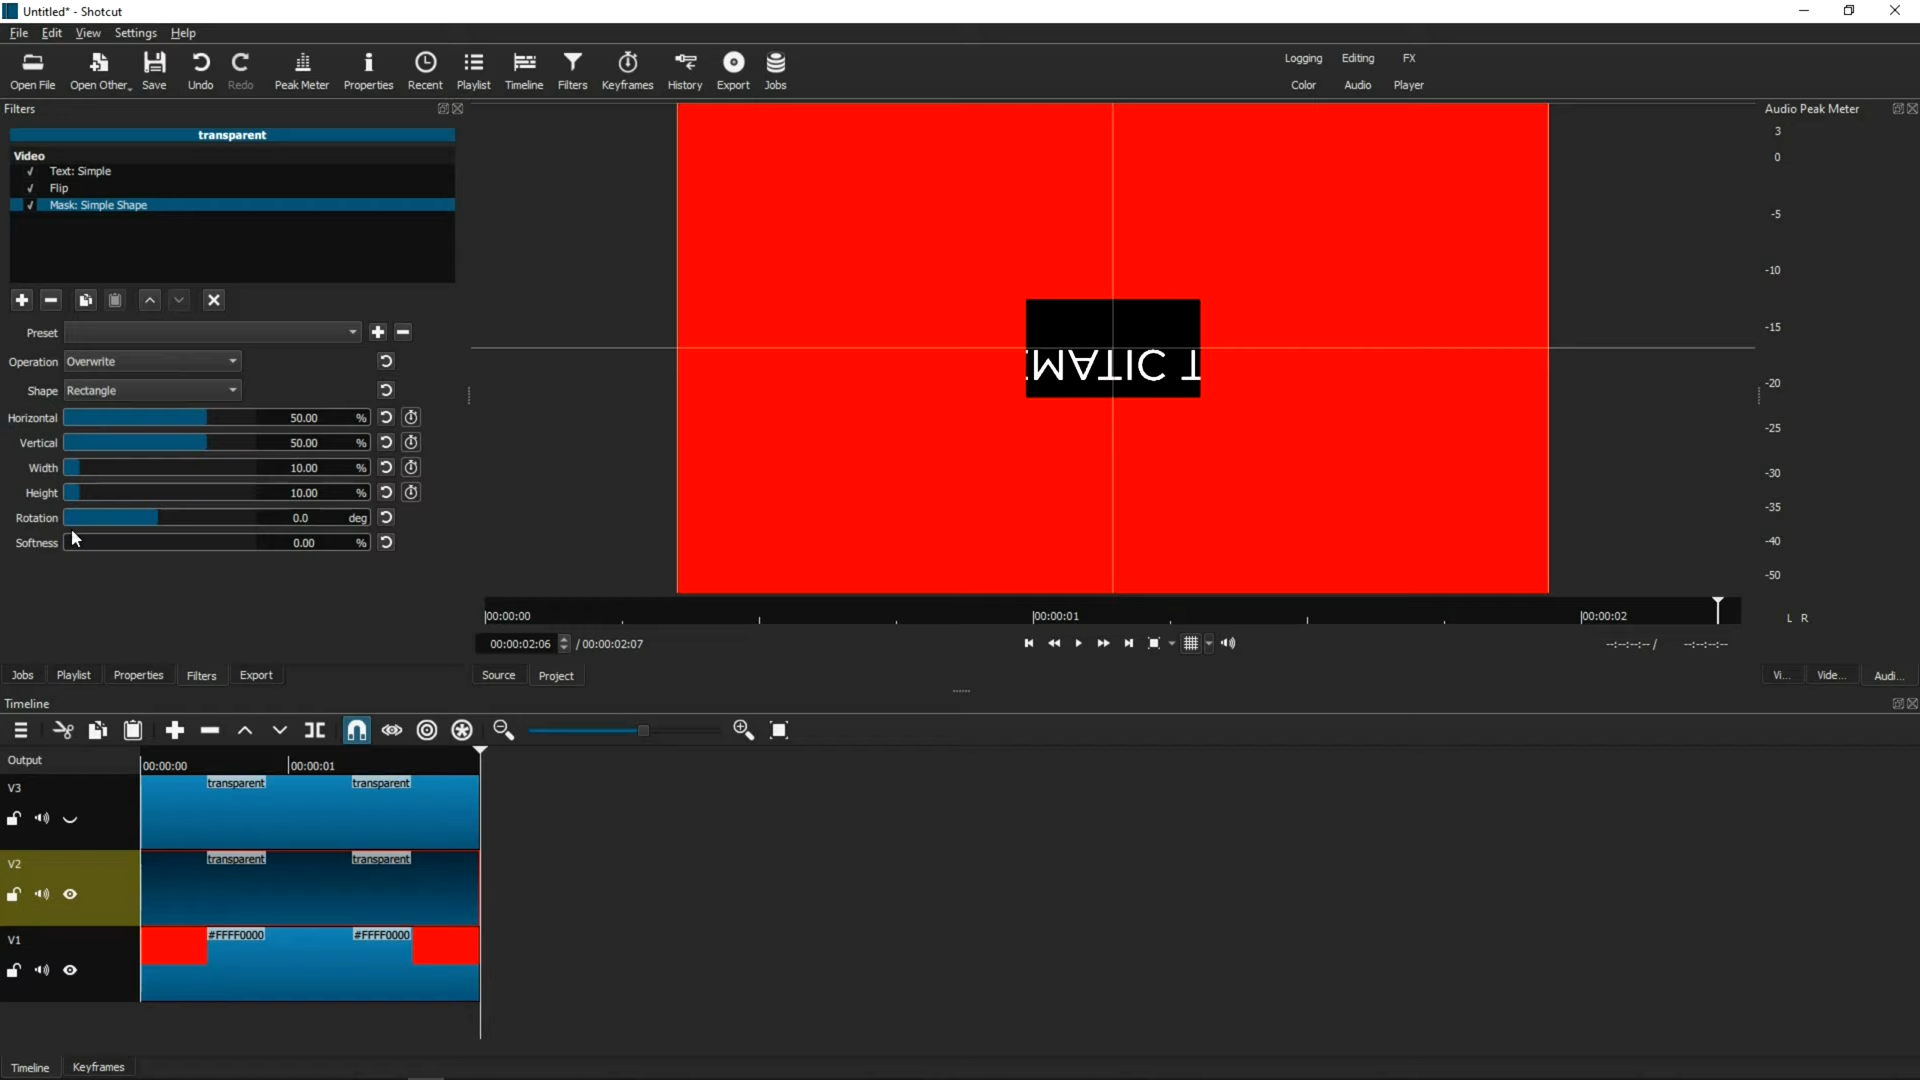 Untitled* - Shotcut
File Edit View Settings Help
Open File Open Other... Save Undo Redo Peak Meter Properties Recent Playlist Timeline Filters Keyframes History Export Jobs
Logging Editing FX
Color Audio Player
Filters
Audio Peak Meter
transparent
Video
Text: Simple
Flip
Mask: Simple Shape
Preset
Operation Overwrite
Shape Rectangle
Horizontal 50.00 %
Vertical 50.00 %
Width 10.00 %
Height 10.00 %
Rotation 0.0 deg
Softness 0.00 %
MATIC T
3
0
-5
-10
-15
-20
-25
-30
-35
-40
-50
L R
00:00:00 00:00:01 00:00:02
00:00:02:06 / 00:00:02:07
--:--:--:-- / --:--:--:--
Jobs Playlist Properties Filters Export
Source Project
Vi... Vide... Audi...
Timeline
Output
00:00:00 00:00:01
V3
transparent transparent
V2
transparent transparent
V1
#FFFF0000 #FFFF0000
Timeline Keyframes